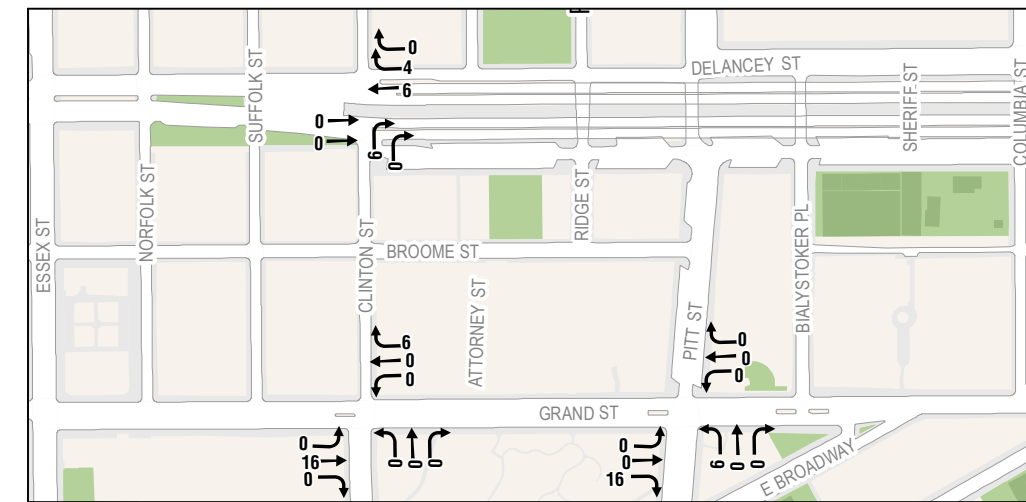 0
4
6
DELANCEY ST
SUFFOLK ST
SHERIFF ST
COLUMBIA ST
0
0
6
0
NORFOLK ST
RIDGE ST
ESSEX ST
CLINTON ST
BROOME ST
BIALYSTOKER PL
ATTORNEY ST
PITT ST
6
0
0
0
0
0
GRAND ST
0
16
0
0
0
0
0
0
16
6
0
0
E BROADWAY